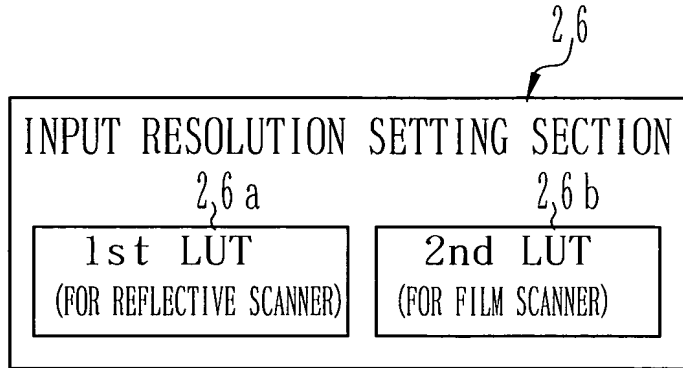 26
INPUT RESOLUTION SETTING SECTION
26a 26b
1st LUT 2nd LUT
(FOR REFLECTIVE SCANNER) (FOR FILM SCANNER)